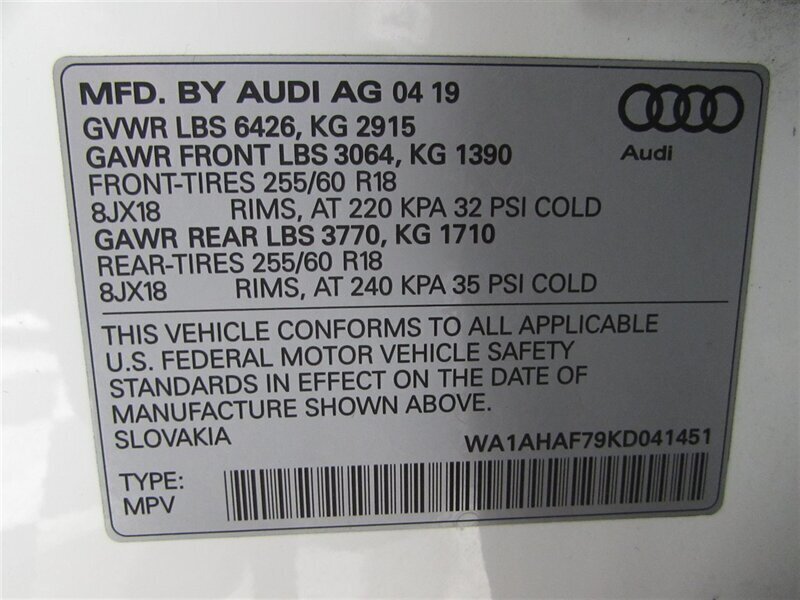 MFD. BY AUDI AG 04 19
GVWR LBS 6426, KG 2915
GAWR FRONT LBS 3064, KG 1390
FRONT-TIRES 255/60 R18
8JX18 RIMS, AT 220 KPA 32 PSI COLD
GAWR REAR LBS 3770, KG 1710
REAR-TIRES 255/60 R18
8JX18 RIMS, AT 240 KPA 35 PSI COLD
Audi
THIS VEHICLE CONFORMS TO ALL APPLICABLE
U.S. FEDERAL MOTOR VEHICLE SAFETY
STANDARDS IN EFFECT ON THE DATE OF
MANUFACTURE SHOWN ABOVE.
SLOVAKIA WA1AHAF79KD041451
TYPE:
MPV